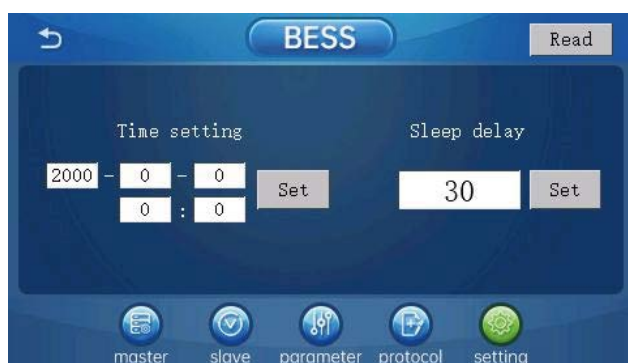 BESS
Read
Time setting
Sleep delay
2000 - 0 - 0
0 : 0
Set
30
Set
master slave parameter protocol setting